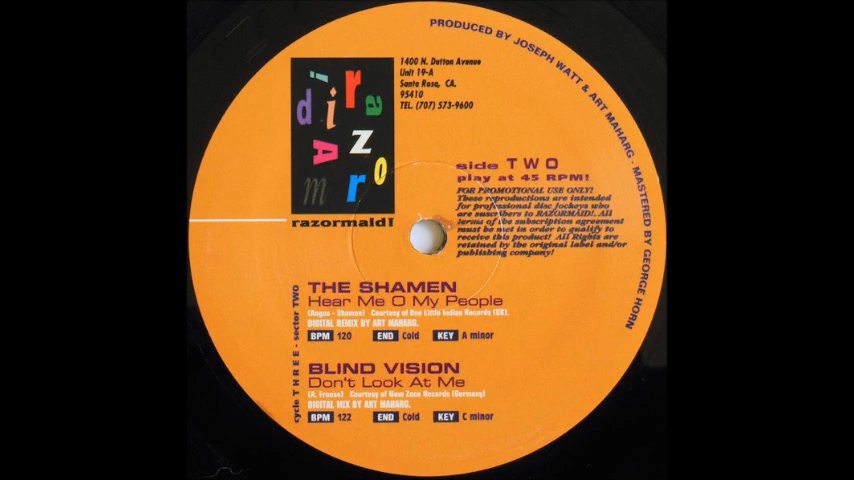 PRODUCED BY JOSEPH WATT & ART MAHARG - MASTERED BY GEORGE HORN
razormaid!
1400 N. Dutton Avenue
Unit 19-A
Santa Rosa, CA.
95410
TEL. (707) 573-9600
razormaid!
side TWO
play at 45 RPM!
FOR PROMOTIONAL USE ONLY!
These reproductions are intended
for professional disc jockeys who
are suscribers to RAZORMAID!. All
terms of the subscription agreement
must be met in order to qualify to
receive this product! All Rights are
retained by the original label and/or
publishing company!
cycle THREE - sector TWO
THE SHAMEN
Hear Me O My People
(Angus - Shamen) Courtesy of One Little Indian Records (UK).
DIGITAL REMIX BY ART MAHARG.
BPM 120 END Cold KEY A minor
BLIND VISION
Don't Look At Me
(A. Froese) Courtesy of New Zone Records (Germany)
DIGITAL MIX BY ART MAHARG.
BPM 122 END Cold KEY C minor